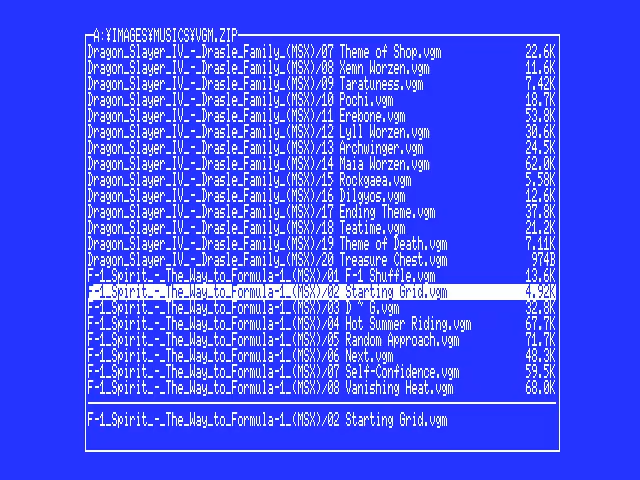 A:¥IMAGES¥MUSICS¥VGM.ZIP
Dragon_Slayer_IV_-_Drasle_Family_(MSX)/07 Theme of Shop.vgm 22.6K
Dragon_Slayer_IV_-_Drasle_Family_(MSX)/08 Xemn Worzen.vgm 11.6K
Dragon_Slayer_IV_-_Drasle_Family_(MSX)/09 Taratuness.vgm 7.42K
Dragon_Slayer_IV_-_Drasle_Family_(MSX)/10 Pochi.vgm 18.7K
Dragon_Slayer_IV_-_Drasle_Family_(MSX)/11 Erebone.vgm 53.8K
Dragon_Slayer_IV_-_Drasle_Family_(MSX)/12 Lyll Worzen.vgm 30.6K
Dragon_Slayer_IV_-_Drasle_Family_(MSX)/13 Archwinger.vgm 24.5K
Dragon_Slayer_IV_-_Drasle_Family_(MSX)/14 Maia Worzen.vgm 62.0K
Dragon_Slayer_IV_-_Drasle_Family_(MSX)/15 Rockgaea.vgm 5.58K
Dragon_Slayer_IV_-_Drasle_Family_(MSX)/16 Dilgyos.vgm 12.6K
Dragon_Slayer_IV_-_Drasle_Family_(MSX)/17 Ending Theme.vgm 37.8K
Dragon_Slayer_IV_-_Drasle_Family_(MSX)/18 Teatime.vgm 21.2K
Dragon_Slayer_IV_-_Drasle_Family_(MSX)/19 Theme of Death.vgm 7.11K
Dragon_Slayer_IV_-_Drasle_Family_(MSX)/20 Treasure Chest.vgm 974B
F-1_Spirit_-_The_Way_to_Formula-1_(MSX)/01 F-1 Shuffle.vgm 13.6K
F-1_Spirit_-_The_Way_to_Formula-1_(MSX)/02 Starting Grid.vgm 4.92K
F-1_Spirit_-_The_Way_to_Formula-1_(MSX)/03 D ~ G.vgm 32.8K
F-1_Spirit_-_The_Way_to_Formula-1_(MSX)/04 Hot Summer Riding.vgm 67.7K
F-1_Spirit_-_The_Way_to_Formula-1_(MSX)/05 Random Approach.vgm 71.7K
F-1_Spirit_-_The_Way_to_Formula-1_(MSX)/06 Next.vgm 48.3K
F-1_Spirit_-_The_Way_to_Formula-1_(MSX)/07 Self-Confidence.vgm 59.5K
F-1_Spirit_-_The_Way_to_Formula-1_(MSX)/08 Vanishing Heat.vgm 68.0K
F-1_Spirit_-_The_Way_to_Formula-1_(MSX)/02 Starting Grid.vgm